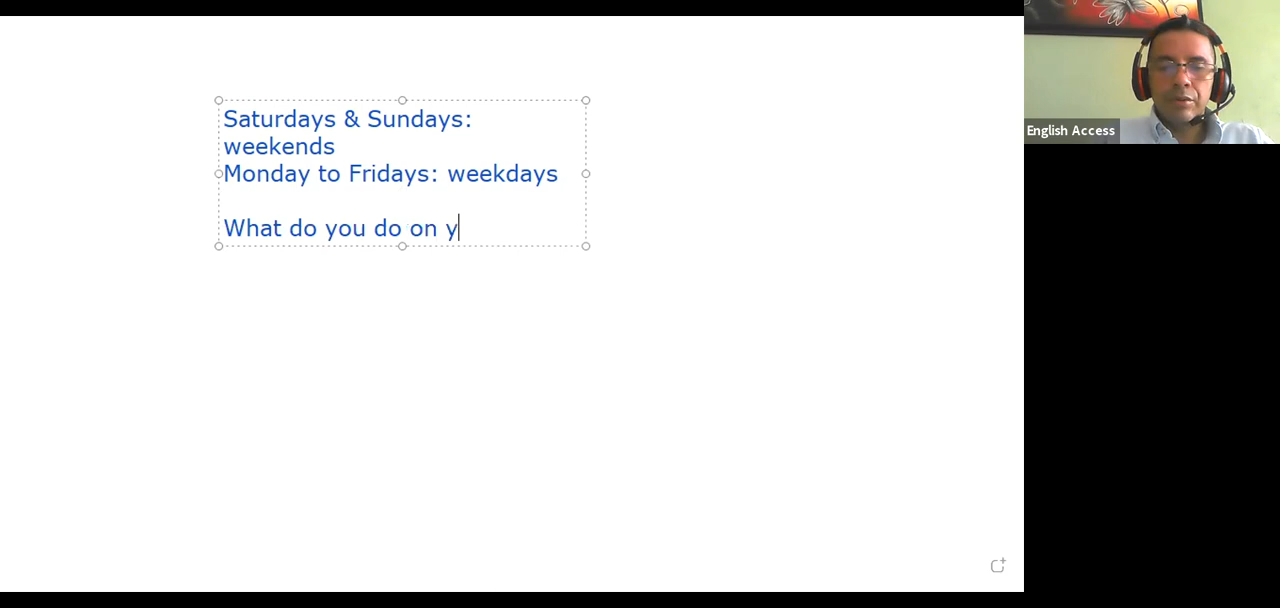 Saturdays & Sundays:
weekends
Monday to Fridays: weekdays
What do you do on y
English Access